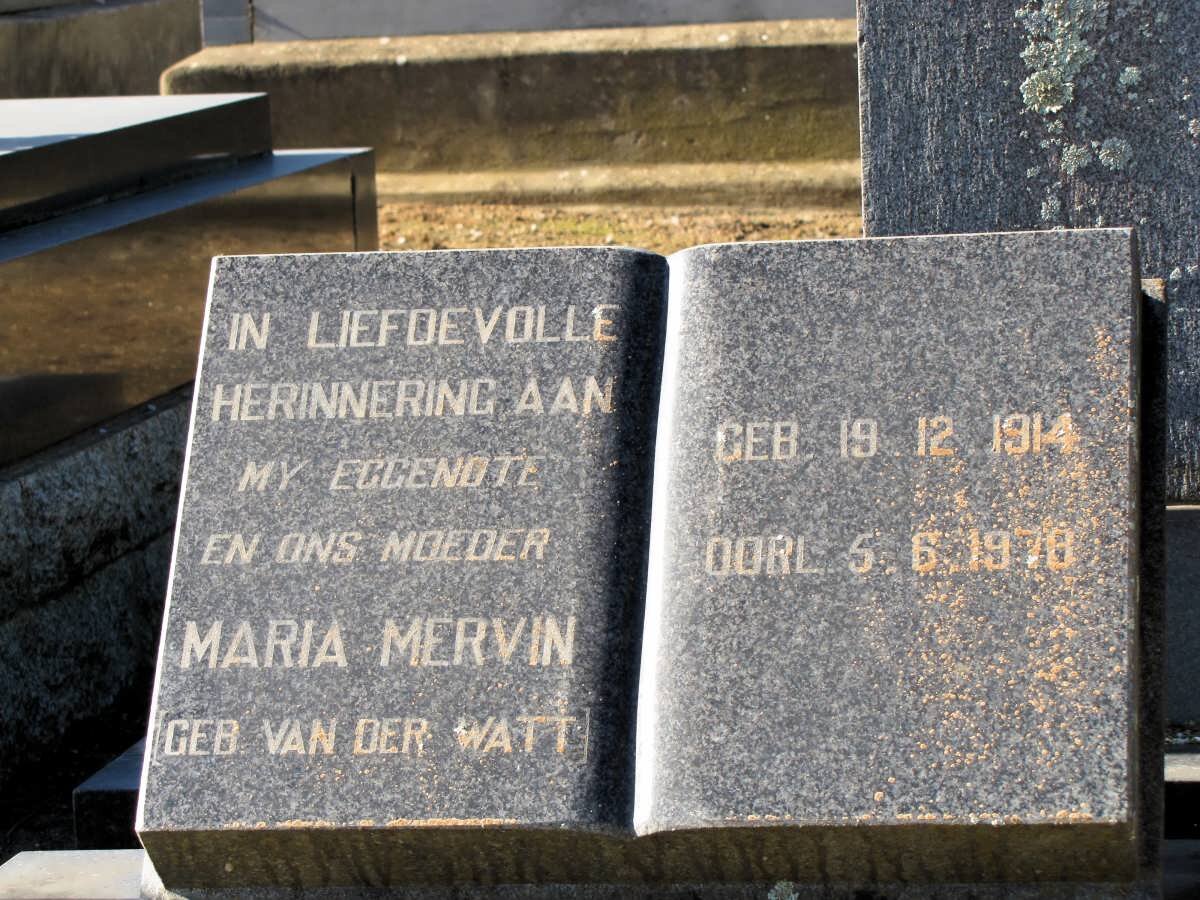 IN LIEFDEVOLLE
HERINNERING AAN
MY EGGENOTE
EN ONS MOEDER
MARIA MERVIN
[GEB. VAN DER WATT]
GEB. 19. 12. 1914
OORL. 5. 6.